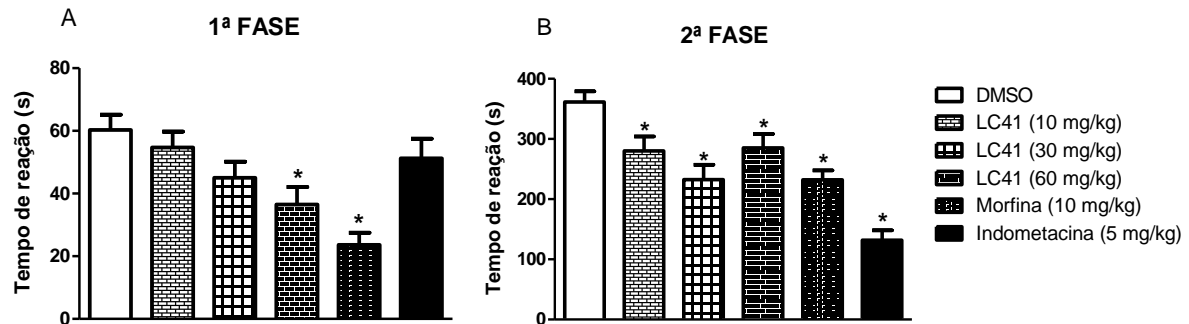 A
1ª FASE
Tempo de reação (s)
80
60
40
20
0
*
*
B
2ª FASE
Tempo de reação (s)
400
300
200
100
0
*
*
*
*
*
DMSO
LC41 (10 mg/kg)
LC41 (30 mg/kg)
LC41 (60 mg/kg)
Morfina (10 mg/kg)
Indometacina (5 mg/kg)